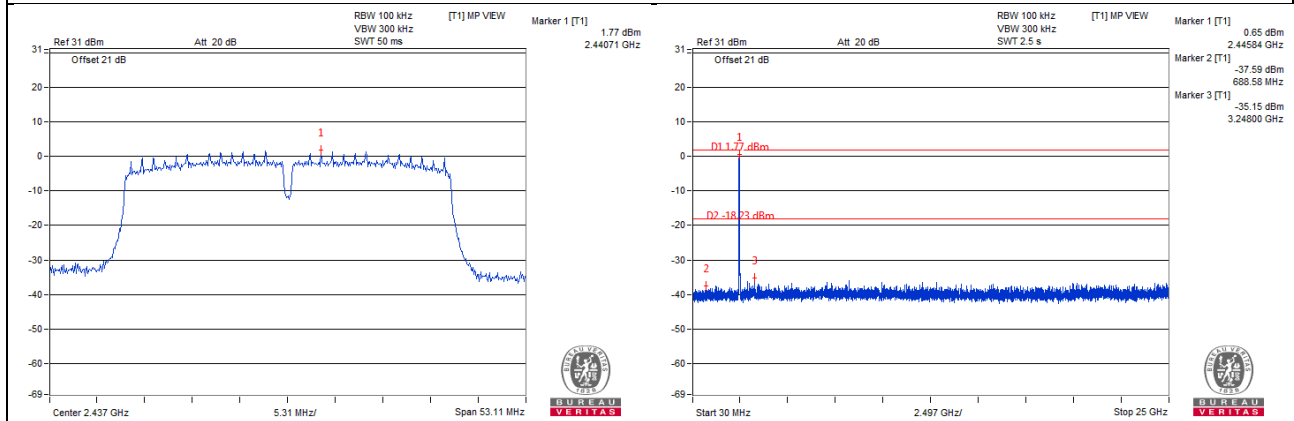 RBW 100 kHz [T1] MP VIEW
VBW 300 kHz
Ref 31 dBm Att 20 dB SWT 50 ms
Marker 1 [T1]
1.77 dBm
2.44071 GHz
31
Offset 21 dB
20
10
0
-10
-20
-30
-40
-50
-60
-69
1
Center 2.437 GHz 5.31 MHz/ Span 53.11 MHz
BUREAU VERITAS
1828
BUREAU
VERITAS
RBW 100 kHz [T1] MP VIEW
VBW 300 kHz
Ref 31 dBm Att 20 dB SWT 2.5 s
Marker 1 [T1]
0.65 dBm
2.44584 GHz
Marker 2 [T1]
-37.59 dBm
688.58 MHz
Marker 3 [T1]
-35.15 dBm
3.24800 GHz
31
Offset 21 dB
20
10
0
-10
-20
-30
-40
-50
-60
-69
1
D1 1.77 dBm
D2 -18.23 dBm
2
3
Start 30 MHz 2.497 GHz/ Stop 25 GHz
BUREAU VERITAS
1828
BUREAU
VERITAS